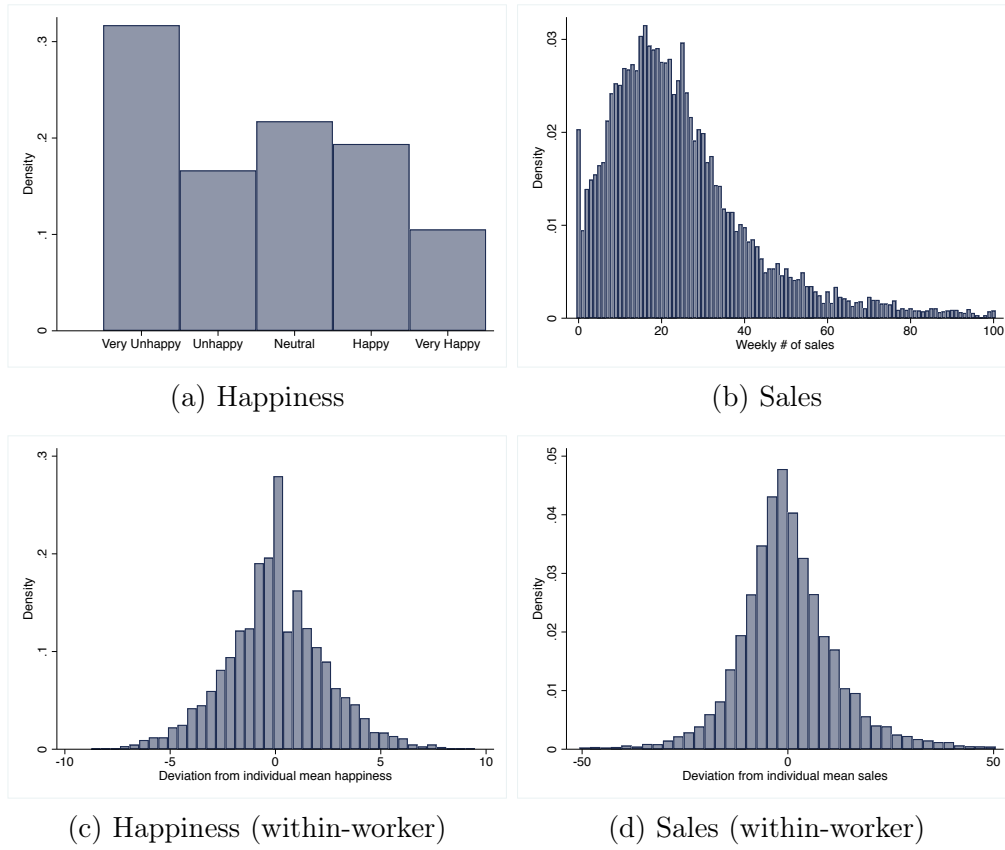 Density
.3
.2
.1
0
Very Unhappy Unhappy Neutral Happy Very Happy
(a) Happiness
Density
.03
.02
.01
0
0 20 40 60 80 100
Weekly # of sales
(b) Sales
Density
.3
.2
.1
0
-10 -5 0 5 10
Deviation from individual mean happiness
(c) Happiness (within-worker)
Density
.05
.04
.03
.02
.01
0
-50 0 50
Deviation from individual mean sales
(d) Sales (within-worker)